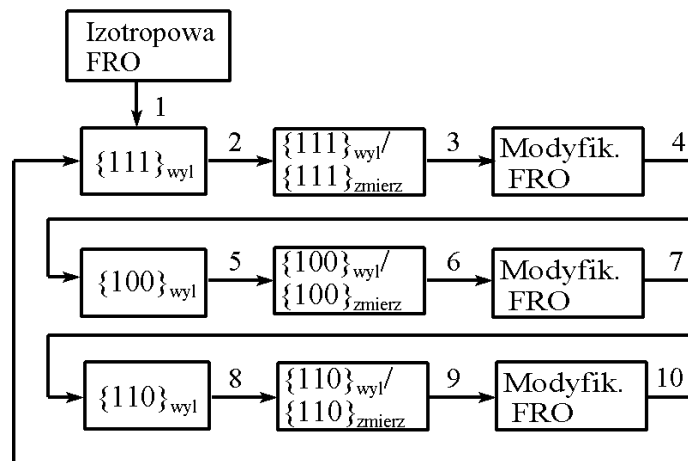 Izotropowa
FRO
1
{111}wyl
2
{111}wyl/
{111}zmierz
3
Modyfik.
FRO
4
{100}wyl
5
{100}wyl/
{100}zmierz
6
Modyfik.
FRO
7
{110}wyl
8
{110}wyl/
{110}zmierz
9
Modyfik.
FRO
10